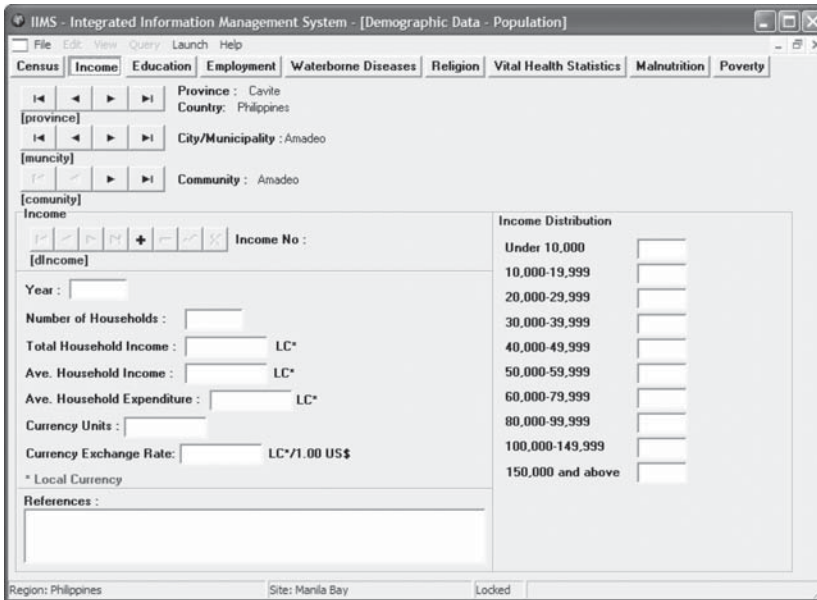 IIMS - Integrated Information Management System - [Demographic Data - Population]
File Edit View Query Launch Help
Census Income Education Employment Waterborne Diseases Religion Vital Health Statistics Malnutrition Poverty
Province : Cavite
Country: Philippines
[province]
City/Municipality : Amadeo
[muncity]
Community : Amadeo
[comunity]
Income
Income No :
[dIncome]
Year :
Number of Households :
Total Household Income : LC*
Ave. Household Income : LC*
Ave. Household Expenditure : LC*
Currency Units :
Currency Exchange Rate: LC*/1.00 US$
* Local Currency
References :
Income Distribution
Under 10,000
10,000-19,999
20,000-29,999
30,000-39,999
40,000-49,999
50,000-59,999
60,000-79,999
80,000-99,999
100,000-149,999
150,000 and above
Region: Philippines Site: Manila Bay Locked